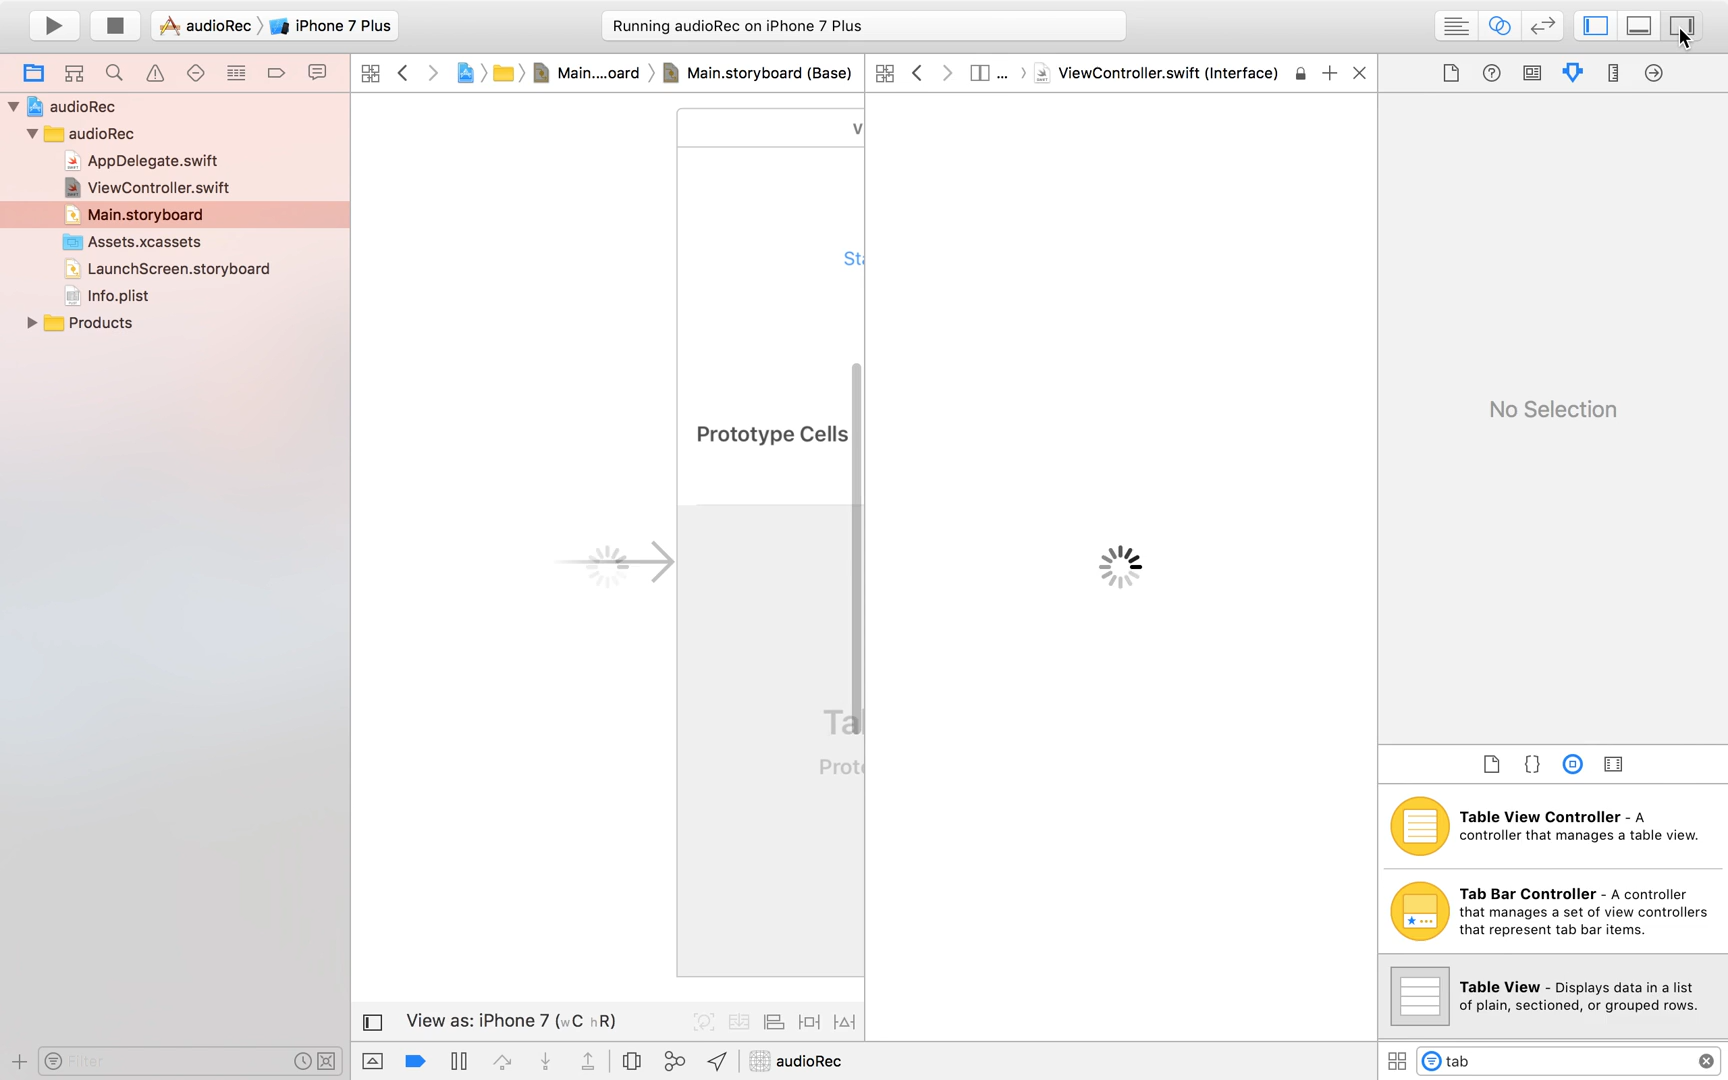 audioRec
iPhone 7 Plus
Running audioRec on iPhone 7 Plus
Main....oard
Main.storyboard (Base)
...
ViewController.swift (Interface)
audioRec
audioRec
AppDelegate.swift
ViewController.swift
Main.storyboard
Assets.xcassets
LaunchScreen.storyboard
Info.plist
Products
V
Sta
Prototype Cells
Tal
Proto
No Selection
Table View Controller - A
controller that manages a table view.
Tab Bar Controller - A controller
that manages a set of view controllers
that represent tab bar items.
Table View - Displays data in a list
of plain, sectioned, or grouped rows.
View as: iPhone 7 (wC hR)
Filter
audioRec
tab